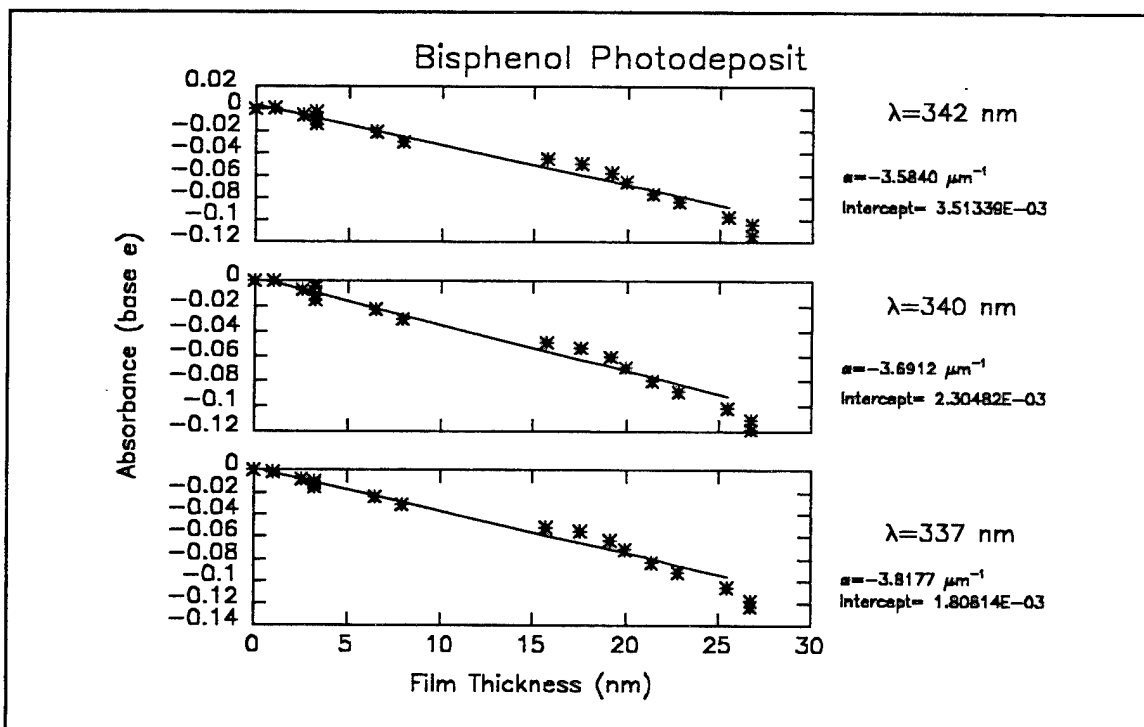 Bisphenol Photodeposit
Absorbance (base e)
0.02
0
−0.02
−0.04
−0.06
−0.08
−0.1
−0.12
λ=342 nm
α=−3.5840 μm⁻¹
Intercept= 3.51339E−03
0
−0.02
−0.04
−0.06
−0.08
−0.1
−0.12
λ=340 nm
α=−3.6912 μm⁻¹
Intercept= 2.30482E−03
0
−0.02
−0.04
−0.06
−0.08
−0.1
−0.12
−0.14
λ=337 nm
α=−3.8177 μm⁻¹
Intercept= 1.80814E−03
0 5 10 15 20 25 30
Film Thickness (nm)